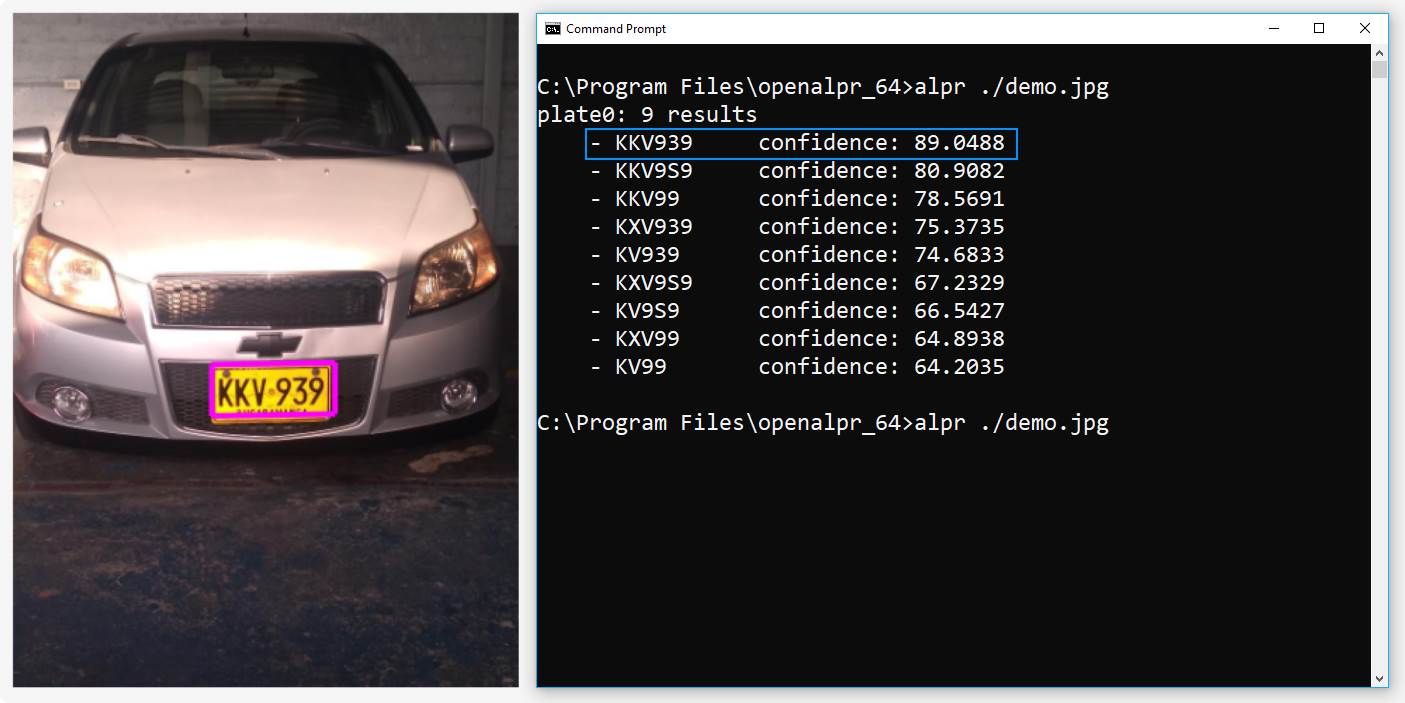 KKV·939
Command Prompt
C:\Program Files\openalpr_64>alpr ./demo.jpg
plate0: 9 results
- KKV939 confidence: 89.0488
- KKV9S9 confidence: 80.9082
- KKV99 confidence: 78.5691
- KXV939 confidence: 75.3735
- KV939 confidence: 74.6833
- KXV9S9 confidence: 67.2329
- KV9S9 confidence: 66.5427
- KXV99 confidence: 64.8938
- KV99 confidence: 64.2035
C:\Program Files\openalpr_64>alpr ./demo.jpg